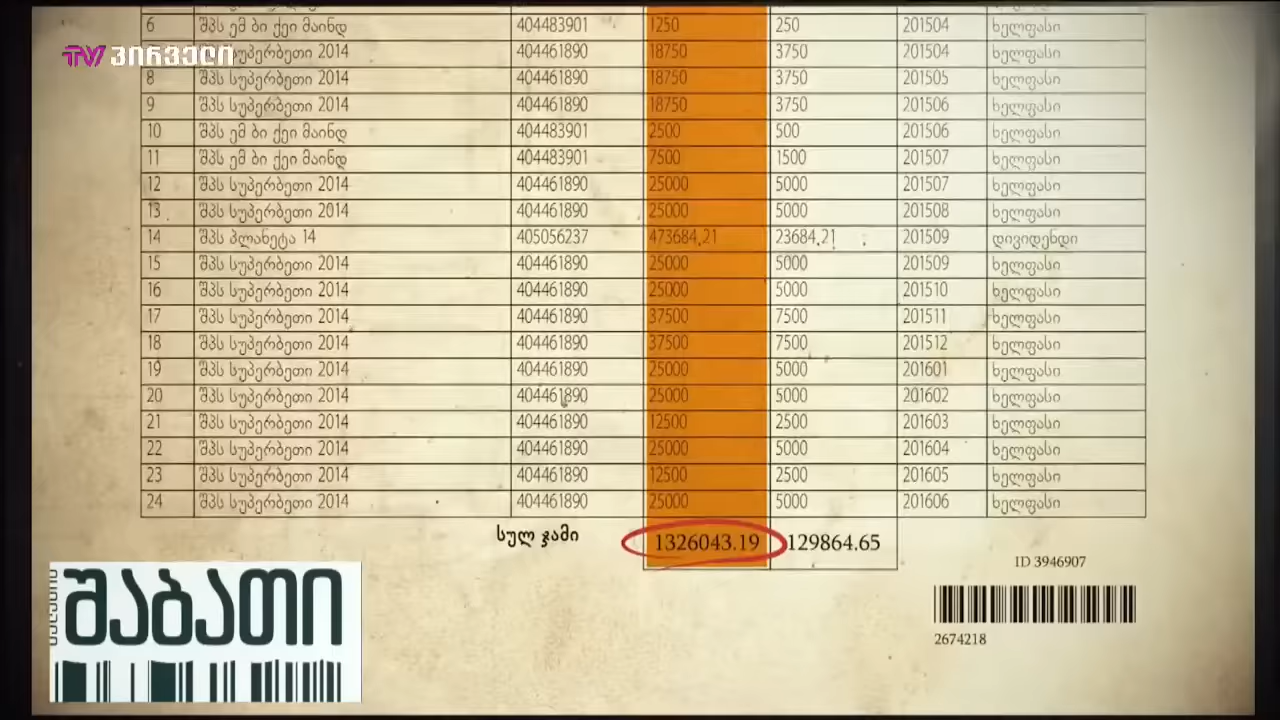 6 შპს ემ ბი ქეი მაინდ 404483901 1250 250 201504 ხელფასი
TV პირველი
სუპერბეთი 2014 404461890 18750 3750 201504 ხელფასი
8 შპს სუპერბეთი 2014 404461890 18750 3750 201505 ხელფასი
9 შპს სუპერბეთი 2014 404461890 18750 3750 201506 ხელფასი
10 შპს ემ ბი ქეი მაინდ 404483901 2500 500 201506 ხელფასი
11 შპს ემ ბი ქეი მაინდ 404483901 7500 1500 201507 ხელფასი
12 შპს სუპერბეთი 2014 404461890 25000 5000 201507 ხელფასი
13 შპს სუპერბეთი 2014 404461890 25000 5000 201508 ხელფასი
14 შპს პლანეტა 14 405056237 473684,21 23684,21 201509 დივიდენდი
15 შპს სუპერბეთი 2014 404461890 25000 5000 201509 ხელფასი
16 შპს სუპერბეთი 2014 404461890 25000 5000 201510 ხელფასი
17 შპს სუპერბეთი 2014 404461890 37500 7500 201511 ხელფასი
18 შპს სუპერბეთი 2014 404461890 37500 7500 201512 ხელფასი
19 შპს სუპერბეთი 2014 404461890 25000 5000 201601 ხელფასი
20 შპს სუპერბეთი 2014 404461890 25000 5000 201602 ხელფასი
21 შპს სუპერბეთი 2014 404461890 12500 2500 201603 ხელფასი
22 შპს სუპერბეთი 2014 404461890 25000 5000 201604 ხელფასი
23 შპს სუპერბეთი 2014 404461890 12500 2500 201605 ხელფასი
24 შპს სუპერბეთი 2014 404461890 25000 5000 201606 ხელფასი
სულ ჯამი 1326043.19 129864.65
ID 3946907
2674218
შაბათი